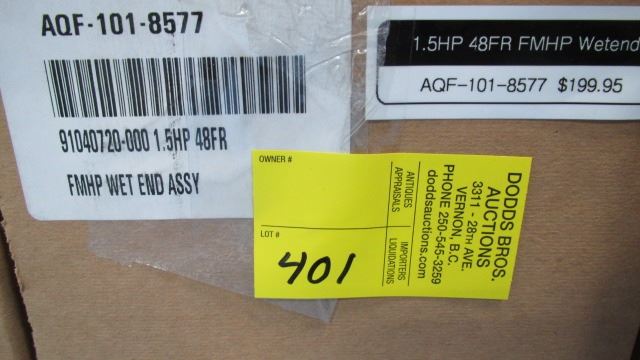 AQF-101-8577
91040720-000 1.5HP 48FR
FMHP WET END ASSY
1.5HP 48FR FMHP Wetend
AQF-101-8577 $199.95
OWNER #
LOT #
401
ANTIQUES
APPRAISALS
IMPORTERS
LIQUIDATIONS
DODDS BROS.
AUCTIONS
3311 - 28TH AVE.
VERNON, B.C.
PHONE 250-545-3259
doddsauctions.com